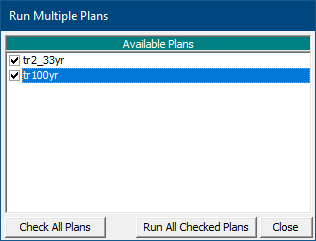 Run Multiple Plans
Available Plans
tr2_33yr
tr100yr
Check All Plans Run All Checked Plans Close